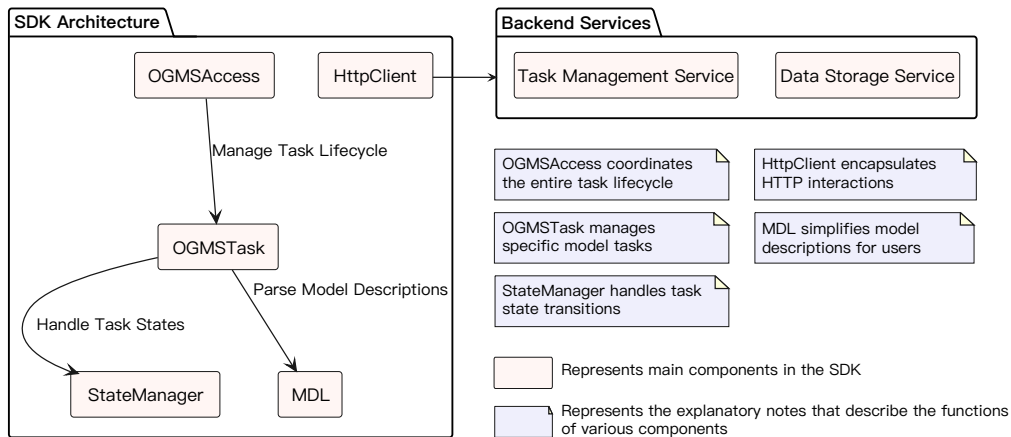 SDK Architecture
OGMSAccess
HttpClient
Manage Task Lifecycle
OGMSTask
Parse Model Descriptions
Handle Task States
StateManager
MDL
Backend Services
Task Management Service
Data Storage Service
OGMSAccess coordinates
the entire task lifecycle
HttpClient encapsulates
HTTP interactions
OGMSTask manages
specific model tasks
MDL simplifies model
descriptions for users
StateManager handles task
state transitions
Represents main components in the SDK
Represents the explanatory notes that describe the functions
of various components